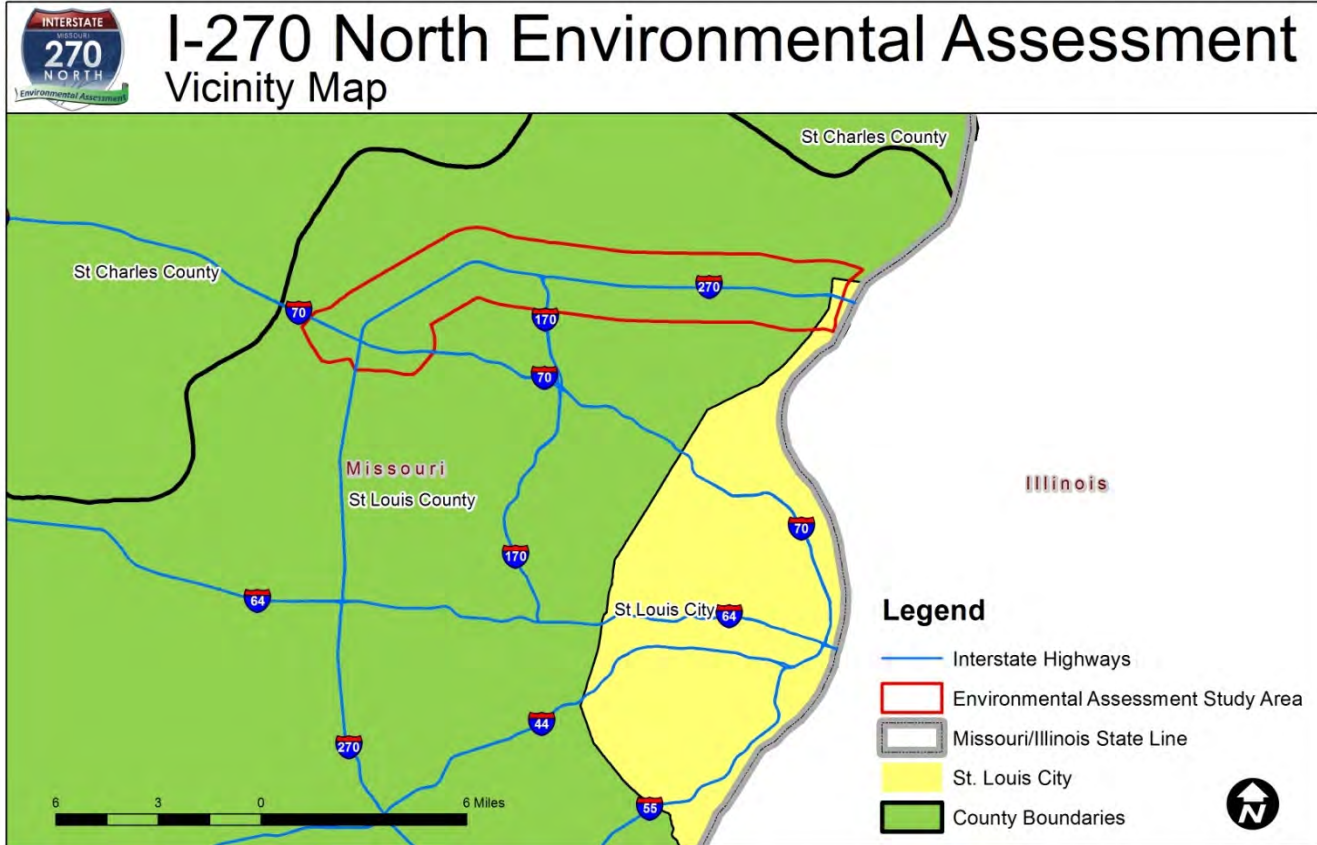 INTERSTATE
MISSOURI
270
NORTH
Environmental Assessment
I-270 North Environmental Assessment
Vicinity Map
St Charles County
St Charles County
70
270
170
70
Missouri
St Louis County
Illinois
70
170
64
St Louis City
64
44
270
55
6 3 0 6 Miles
Legend
Interstate Highways
Environmental Assessment Study Area
Missouri/Illinois State Line
St. Louis City
County Boundaries
N